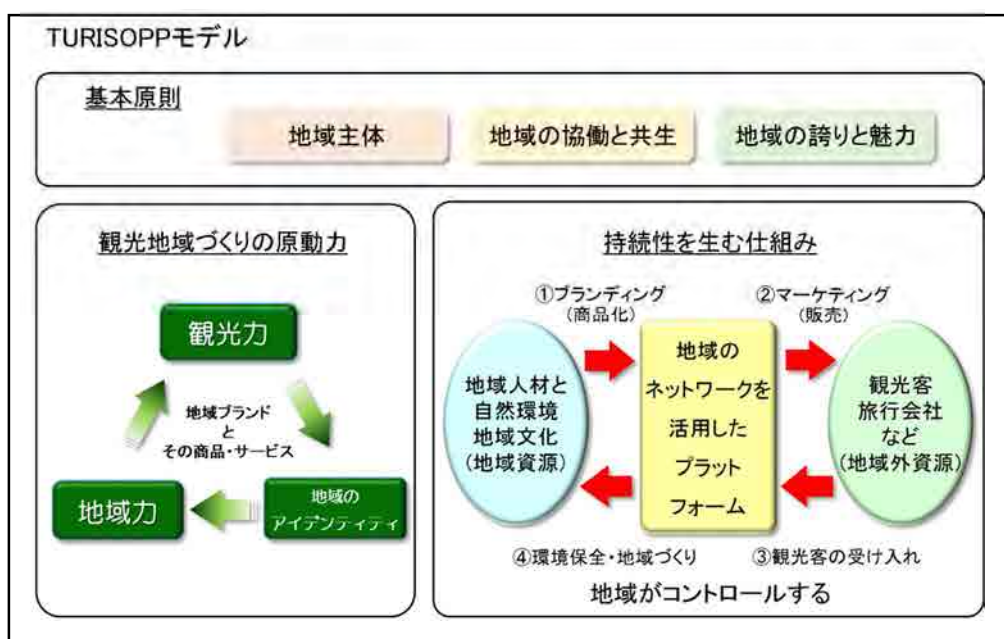 TURISOPPモデル
基本原則
地域主体
地域の協働と共生
地域の誇りと魅力
観光地域づくりの原動力
観光力
地域ブランド
と
その商品・サービス
地域力
地域の
アイデンティティ
持続性を生む仕組み
①ブランディング
(商品化)
②マーケティング
(販売)
地域人材と
自然環境
地域文化
(地域資源)
地域の
ネットワークを
活用した
プラット
フォーム
観光客
旅行会社
など
(地域外資源)
④環境保全・地域づくり
③観光客の受け入れ
地域がコントロールする